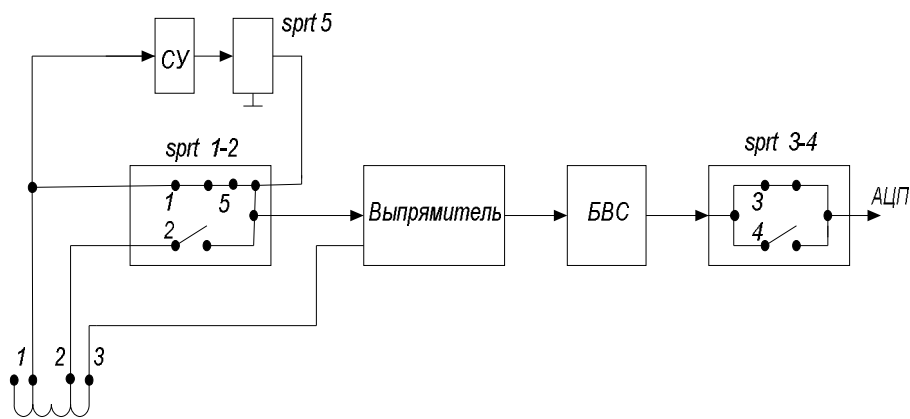 sprt 5
СУ
sprt 1-2
sprt 3-4
1 5
2
Выпрямитель
БВС
3
4
АЦП
1 2 3